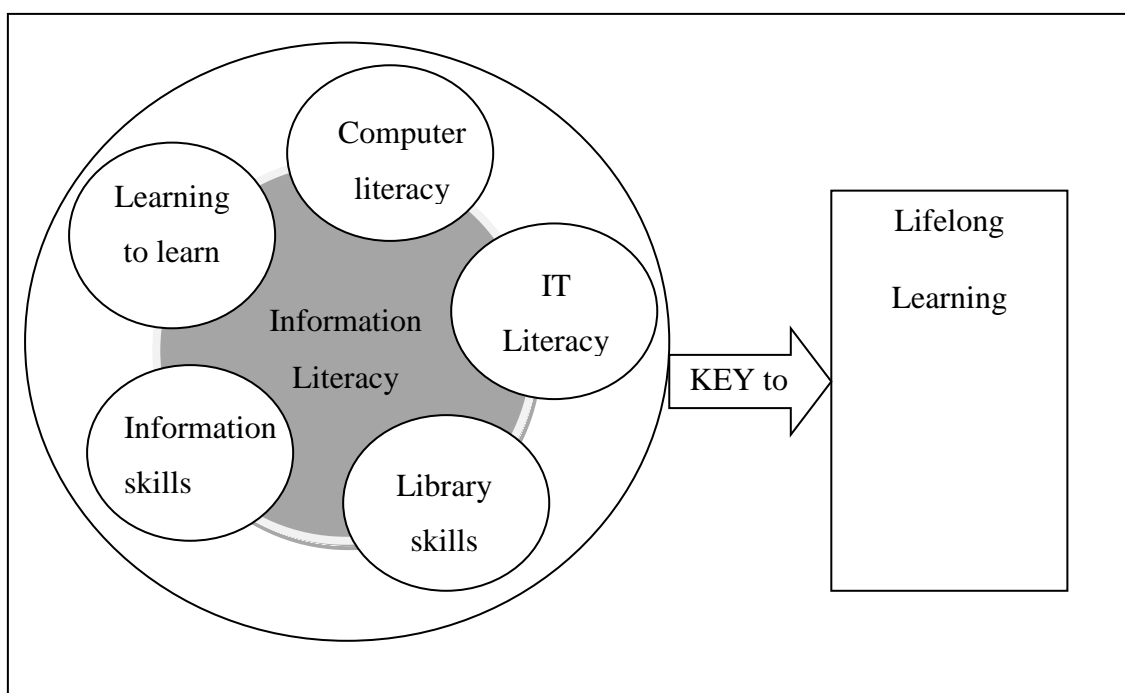 Computer
literacy
Learning
to learn
IT
Literacy
Information
Literacy
Information
skills
Library
skills
KEY to
Lifelong
Learning